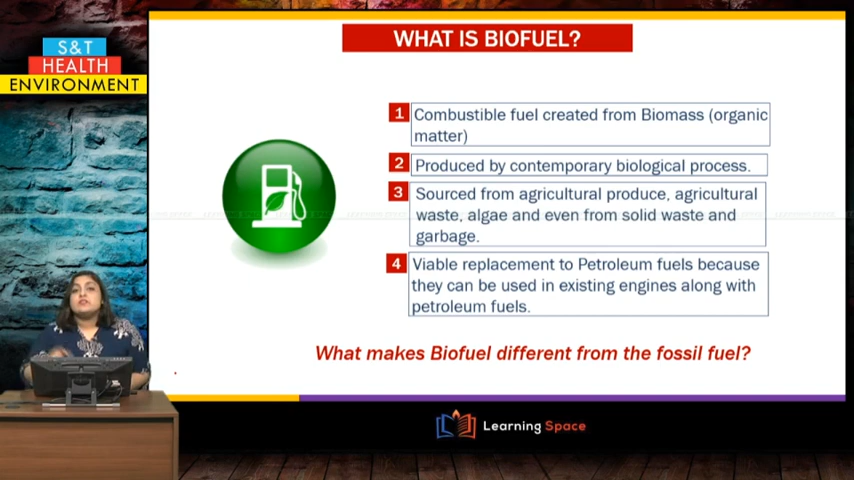 S&T
HEALTH
ENVIRONMENT
WHAT IS BIOFUEL?
1 Combustible fuel created from Biomass (organic
matter)
2 Produced by contemporary biological process.
3 Sourced from agricultural produce, agricultural
waste, algae and even from solid waste and
garbage.
4 Viable replacement to Petroleum fuels because
they can be used in existing engines along with
petroleum fuels.
What makes Biofuel different from the fossil fuel?
Learning Space